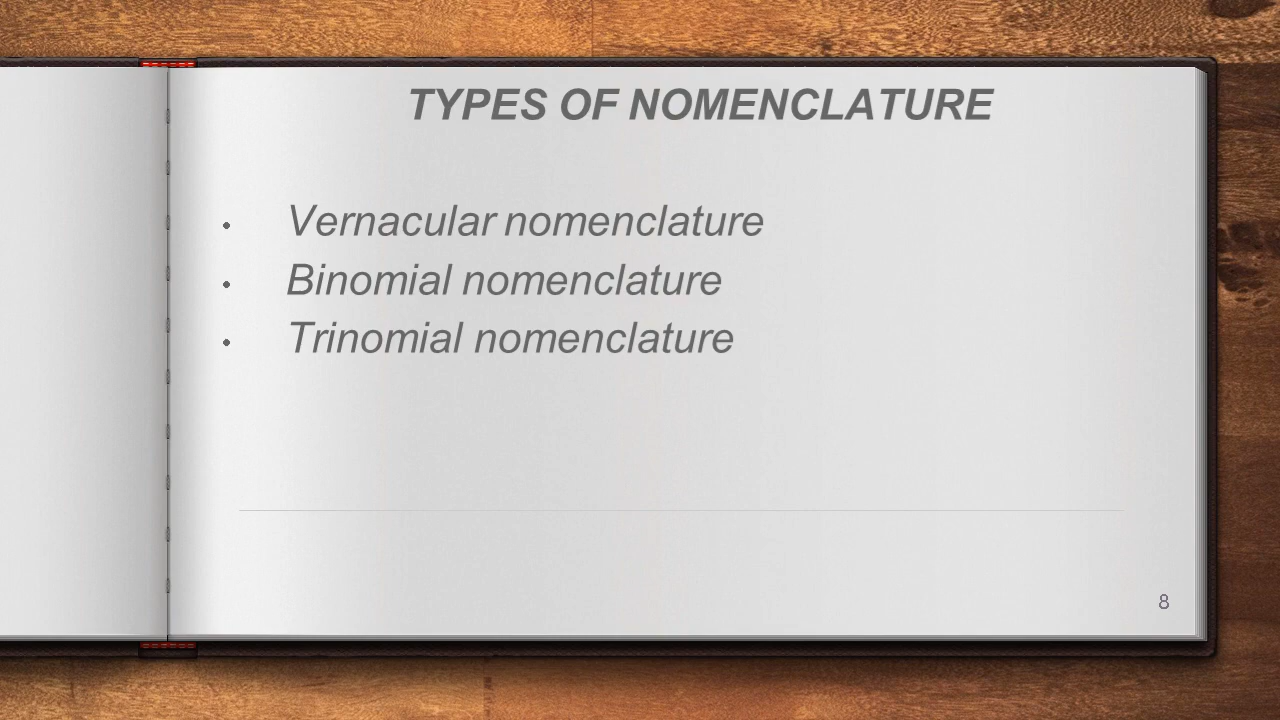 TYPES OF NOMENCLATURE
• Vernacular nomenclature
• Binomial nomenclature
• Trinomial nomenclature
8